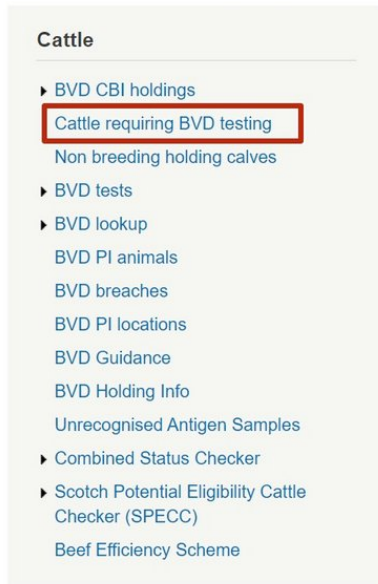 Cattle
BVD CBI holdings
Cattle requiring BVD testing
Non breeding holding calves
BVD tests
BVD lookup
BVD PI animals
BVD breaches
BVD PI locations
BVD Guidance
BVD Holding Info
Unrecognised Antigen Samples
Combined Status Checker
Scotch Potential Eligibility Cattle
Checker (SPECC)
Beef Efficiency Scheme